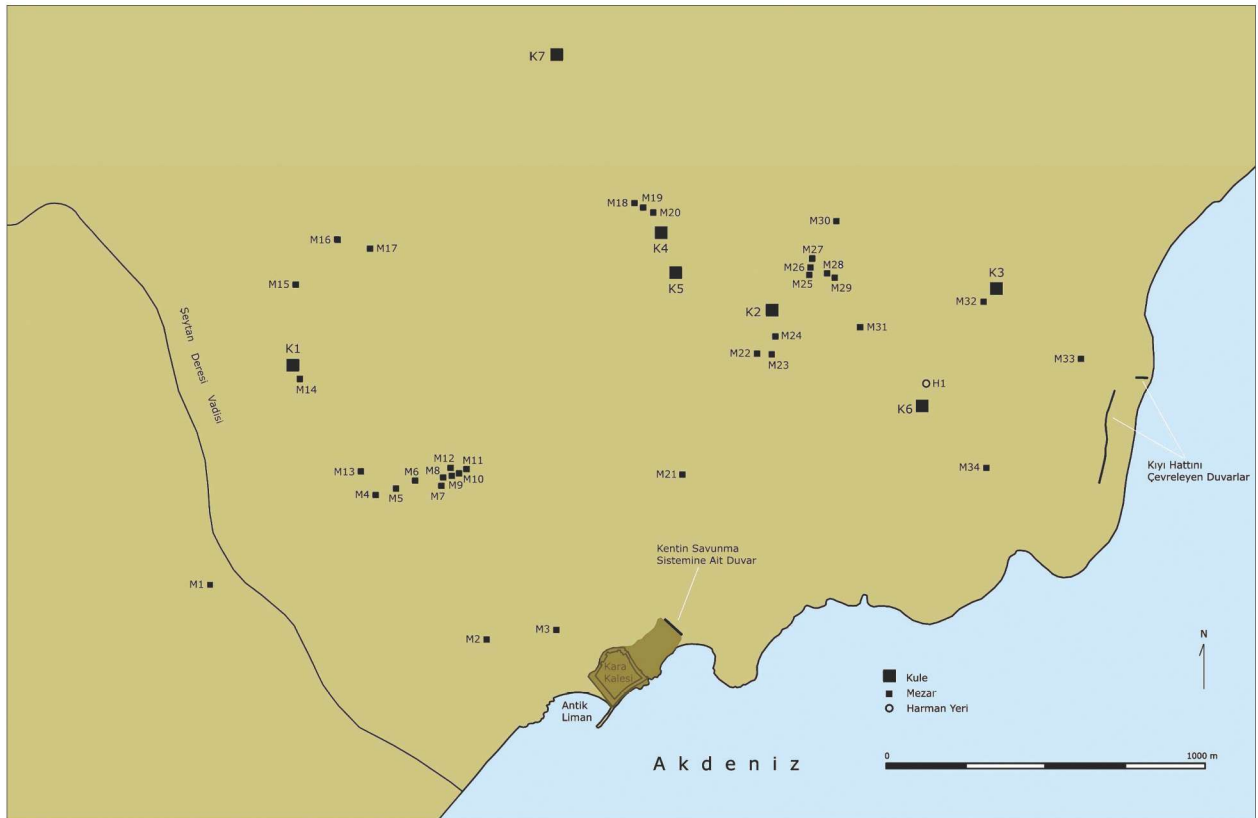 K7
M18
M19
M20
K4
K5
M30
M27
M26
M28
M25
M29
K2
M24
M22
M23
M31
K3
M32
M33
M16
M17
M15
K1
M14
Şeytan Deresi Vadisi
H1
K6
M34
Kıyı Hattını
Çevreleyen Duvarlar
M13
M4
M5
M6
M8
M12
M11
M10
M9
M7
M21
Kentin Savunma
Sistemine Ait Duvar
M1
M2
M3
Kara
Kalesi
Antik
Liman
Akdeniz
N
Kule
Mezar
Harman Yeri
0
1000 m